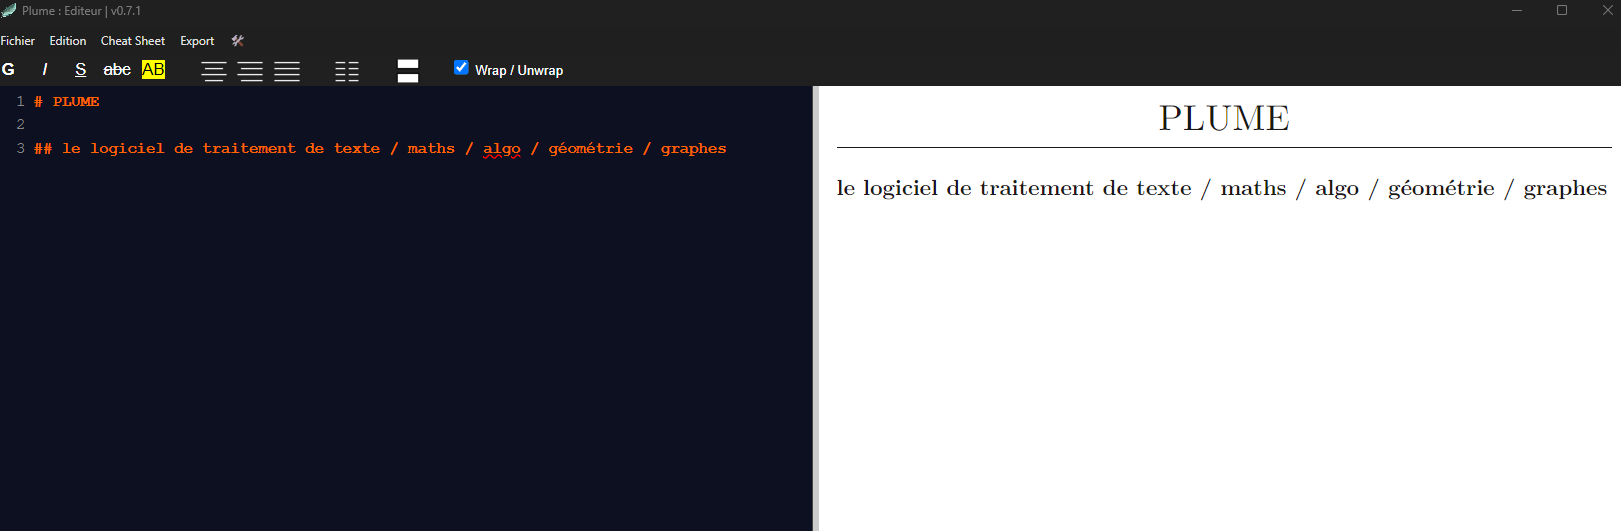 Plume : Editeur | v0.7.1
Fichier Edition Cheat Sheet Export
G I S abc AB Wrap / Unwrap
1 # PLUME
2
3 ## le logiciel de traitement de texte / maths / algo / géométrie / graphes
PLUME
le logiciel de traitement de texte / maths / algo / géométrie / graphes